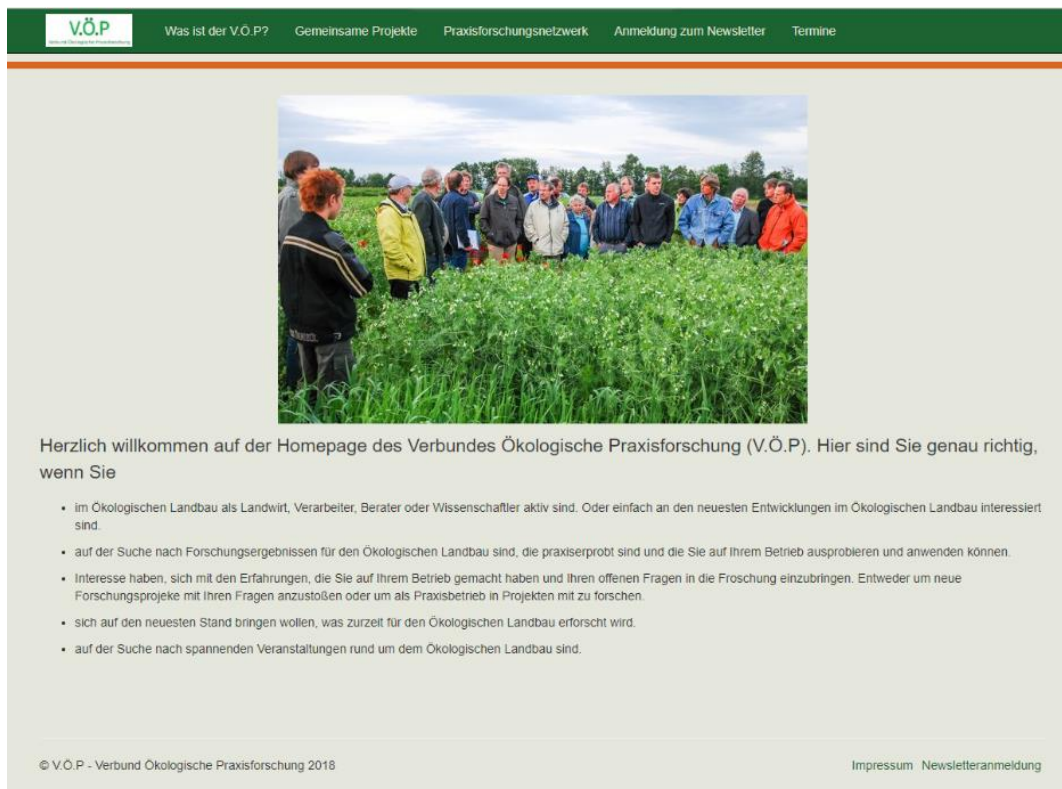 V.Ö.P
Was ist der V.Ö.P?
Gemeinsame Projekte
Praxisforschungsnetzwerk
Anmeldung zum Newsletter
Termine
Herzlich willkommen auf der Homepage des Verbundes Ökologische Praxisforschung (V.Ö.P). Hier sind Sie genau richtig,
wenn Sie
• im Ökologischen Landbau als Landwirt, Verarbeiter, Berater oder Wissenschaftler aktiv sind. Oder einfach an den neuesten Entwicklungen im Ökologischen Landbau interessiert
sind.
• auf der Suche nach Forschungsergebnissen für den Ökologischen Landbau sind, die praxiserprobt sind und die Sie auf Ihrem Betrieb ausprobieren und anwenden können.
• Interesse haben, sich mit den Erfahrungen, die Sie auf Ihrem Betrieb gemacht haben und Ihren offenen Fragen in die Froschung einzubringen. Entweder um neue
Forschungsprojeke mit Ihren Fragen anzustoßen oder um als Praxisbetrieb in Projekten mit zu forschen.
• sich auf den neuesten Stand bringen wollen, was zurzeit für den Ökologischen Landbau erforscht wird.
• auf der Suche nach spannenden Veranstaltungen rund um dem Ökologischen Landbau sind.
© V.Ö.P - Verbund Ökologische Praxisforschung 2018
Impressum Newsletteranmeldung